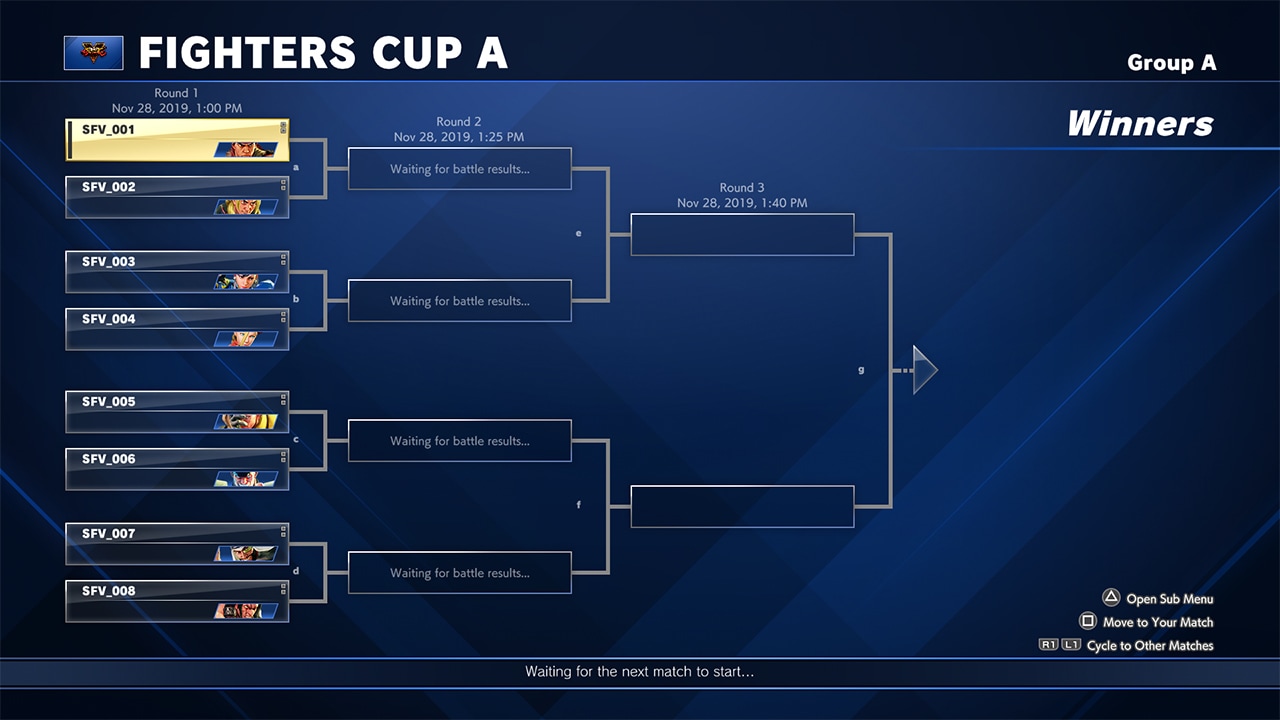 FIGHTERS CUP A
Group A
Winners
Round 1
Nov 28, 2019, 1:00 PM
SFV_001
a
SFV_002
SFV_003
b
SFV_004
SFV_005
c
SFV_006
SFV_007
d
SFV_008
Round 2
Nov 28, 2019, 1:25 PM
Waiting for battle results...
e
Waiting for battle results...
Waiting for battle results...
f
Waiting for battle results...
Round 3
Nov 28, 2019, 1:40 PM
g
Open Sub Menu
Move to Your Match
R1 L1 Cycle to Other Matches
Waiting for the next match to start...